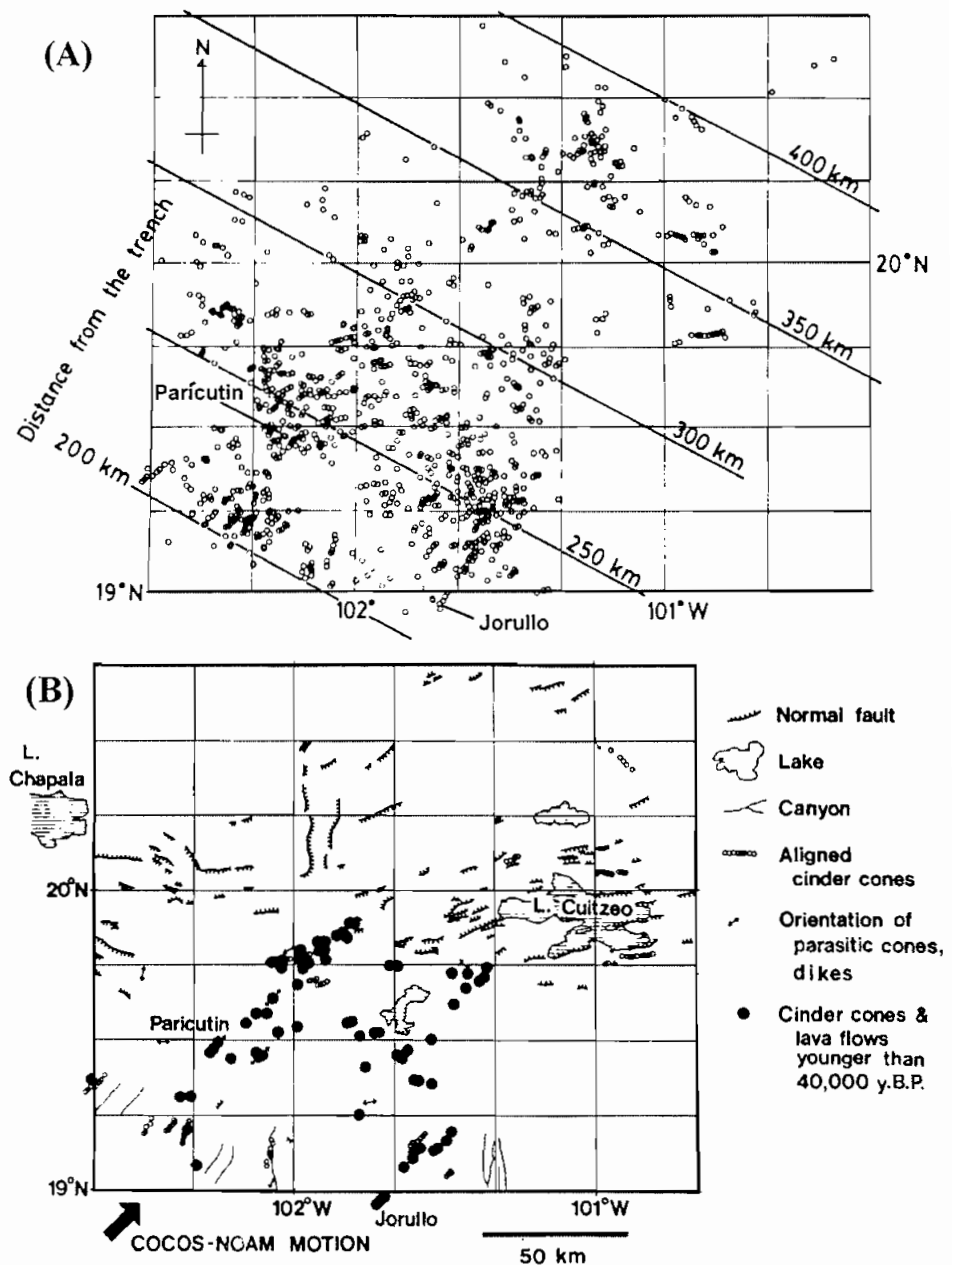 (A)
N
400 km
20°N
Distance from the trench
350 km
Parícutin
300 km
200 km
250 km
19°N
102°
101°W
Jorullo
(B)
Normal fault
L.
Chapala
Lake
Canyon
Aligned
cinder cones
20°N
L. Cuitzeo
Orientation of
parasitic cones,
dikes
Paricutin
Cinder cones &
lava flows
younger than
40,000 y.B.P.
19°N
102°W
101°W
Jorullo
COCOS-NOAM MOTION
50 km